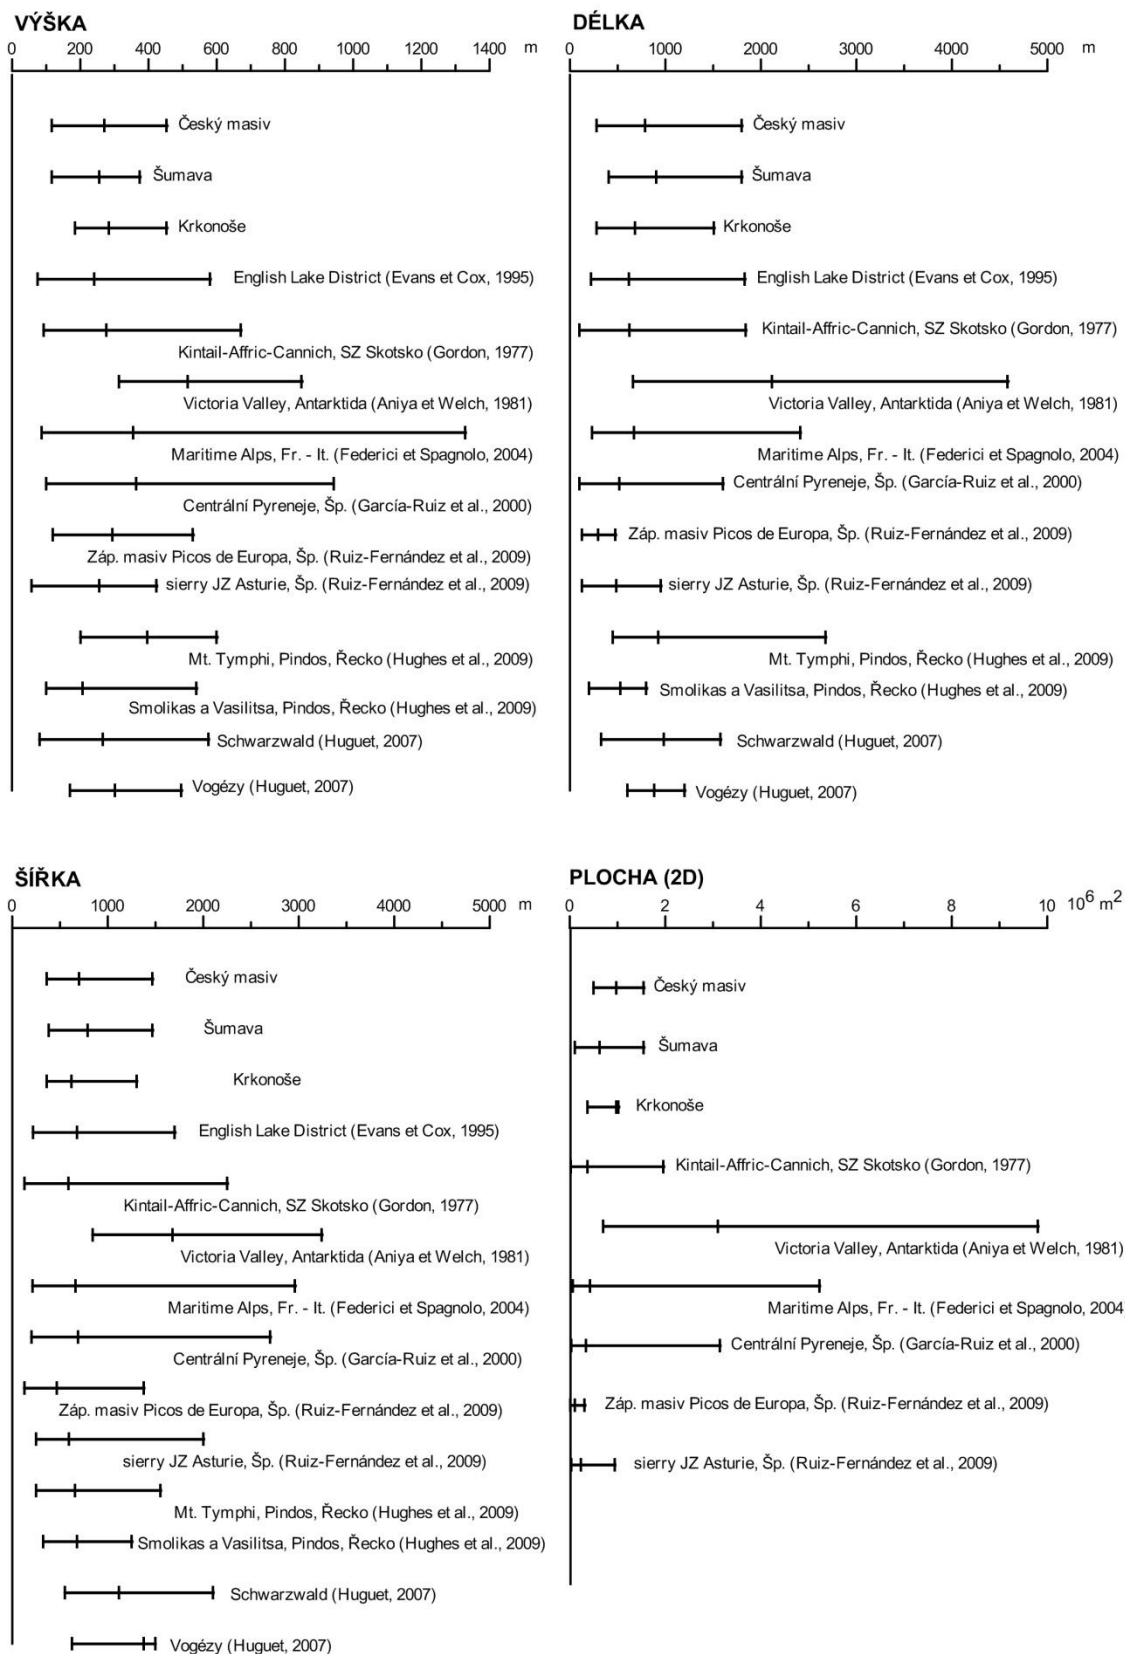 VÝŠKA
0 200 400 600 800 1000 1200 1400 m
Český masiv
Šumava
Krkonoše
English Lake District (Evans et Cox, 1995)
Kintail-Affric-Cannich, SZ Skotsko (Gordon, 1977)
Victoria Valley, Antarktida (Aniya et Welch, 1981)
Maritime Alps, Fr. - It. (Federici et Spagnolo, 2004)
Centrální Pyreneje, Šp. (García-Ruiz et al., 2000)
Záp. masiv Picos de Europa, Šp. (Ruiz-Fernández et al., 2009)
sierry JZ Asturie, Šp. (Ruiz-Fernández et al., 2009)
Mt. Tymphi, Pindos, Řecko (Hughes et al., 2009)
Smolikas a Vasilitsa, Pindos, Řecko (Hughes et al., 2009)
Schwarzwald (Huguet, 2007)
Vogézy (Huguet, 2007)
DÉLKA
0 1000 2000 3000 4000 5000 m
Český masiv
Šumava
Krkonoše
English Lake District (Evans et Cox, 1995)
Kintail-Affric-Cannich, SZ Skotsko (Gordon, 1977)
Victoria Valley, Antarktida (Aniya et Welch, 1981)
Maritime Alps, Fr. - It. (Federici et Spagnolo, 2004)
Centrální Pyreneje, Šp. (García-Ruiz et al., 2000)
Záp. masiv Picos de Europa, Šp. (Ruiz-Fernández et al., 2009)
sierry JZ Asturie, Šp. (Ruiz-Fernández et al., 2009)
Mt. Tymphi, Pindos, Řecko (Hughes et al., 2009)
Smolikas a Vasilitsa, Pindos, Řecko (Hughes et al., 2009)
Schwarzwald (Huguet, 2007)
Vogézy (Huguet, 2007)
ŠÍŘKA
0 1000 2000 3000 4000 5000 m
Český masiv
Šumava
Krkonoše
English Lake District (Evans et Cox, 1995)
Kintail-Affric-Cannich, SZ Skotsko (Gordon, 1977)
Victoria Valley, Antarktida (Aniya et Welch, 1981)
Maritime Alps, Fr. - It. (Federici et Spagnolo, 2004)
Centrální Pyreneje, Šp. (García-Ruiz et al., 2000)
Záp. masiv Picos de Europa, Šp. (Ruiz-Fernández et al., 2009)
sierry JZ Asturie, Šp. (Ruiz-Fernández et al., 2009)
Mt. Tymphi, Pindos, Řecko (Hughes et al., 2009)
Smolikas a Vasilitsa, Pindos, Řecko (Hughes et al., 2009)
Schwarzwald (Huguet, 2007)
Vogézy (Huguet, 2007)
PLOCHA (2D)
0 2 4 6 8 10 10⁶ m²
Český masiv
Šumava
Krkonoše
Kintail-Affric-Cannich, SZ Skotsko (Gordon, 1977)
Victoria Valley, Antarktida (Aniya et Welch, 1981)
Maritime Alps, Fr. - It. (Federici et Spagnolo, 2004)
Centrální Pyreneje, Šp. (García-Ruiz et al., 2000)
Záp. masiv Picos de Europa, Šp. (Ruiz-Fernández et al., 2009)
sierry JZ Asturie, Šp. (Ruiz-Fernández et al., 2009)